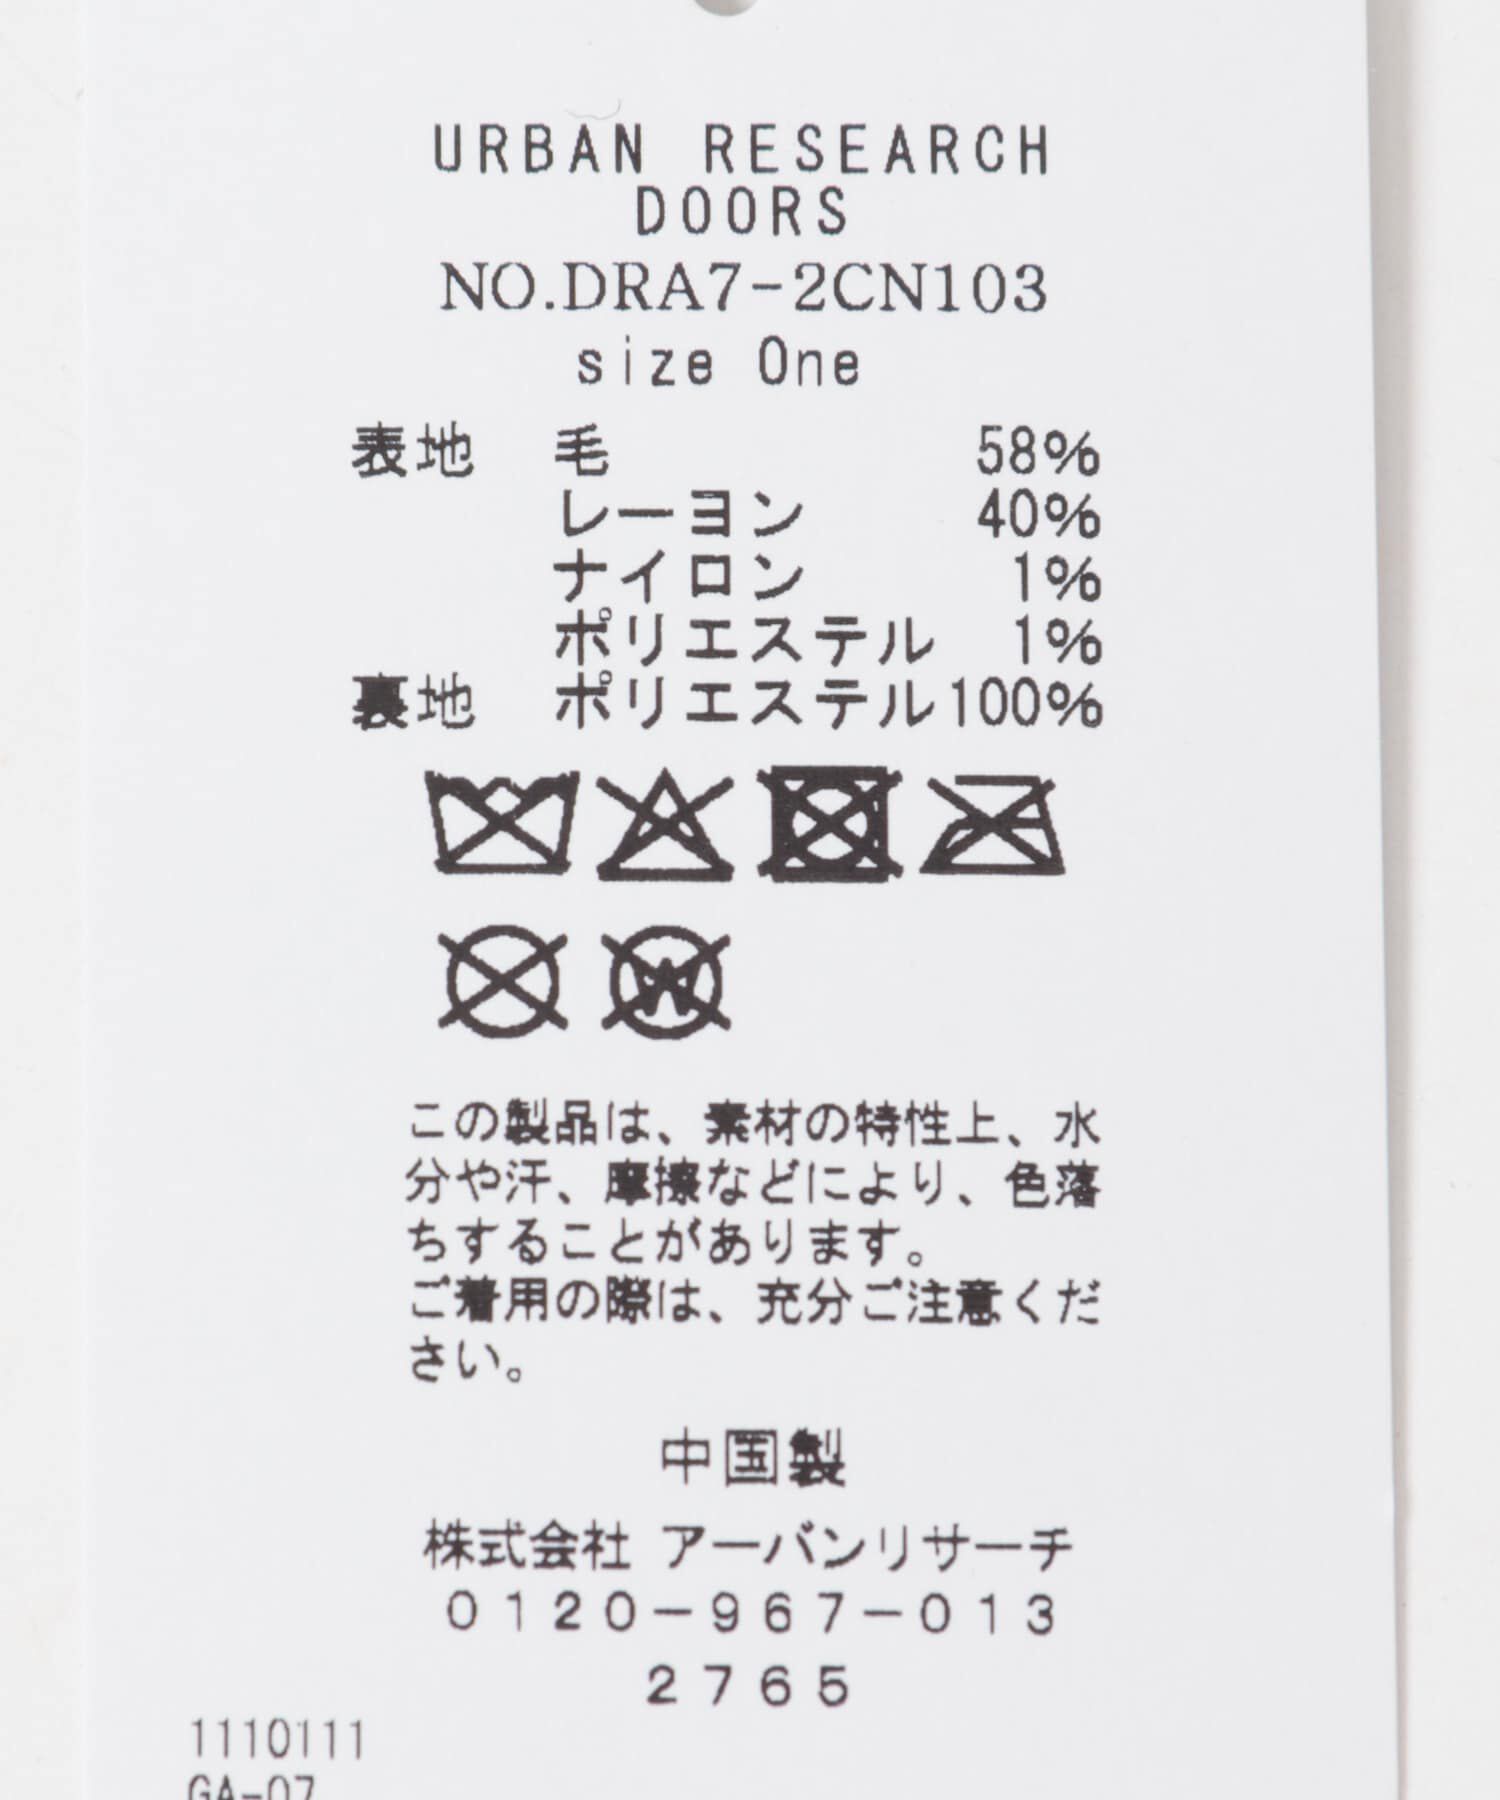 URBAN RESEARCH
DOORS
NO.DRA7-2CN103
size One
表地 毛 58%
レーヨン 40%
ナイロン 1%
ポリエステル 1%
裏地 ポリエステル100%
この製品は、素材の特性上、水
分や汗、摩擦などにより、色落
ちすることがあります。
ご着用の際は、充分ご注意くだ
さい。
中国製
株式会社 アーバンリサーチ
0120-967-013
2765
1110111
GA-07